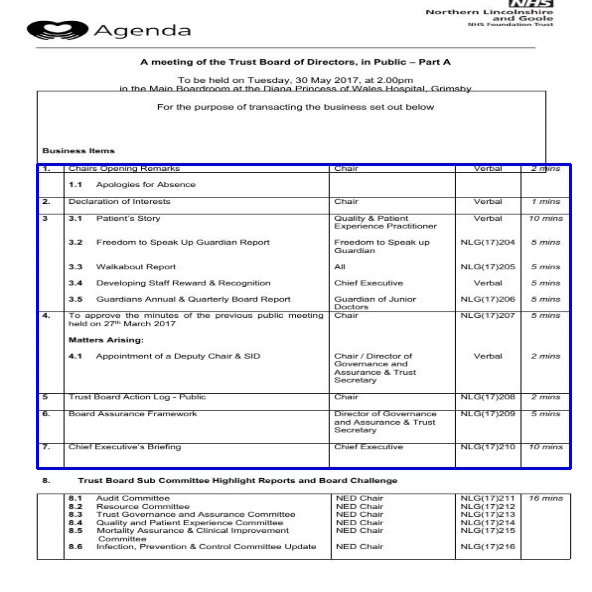 NHS
Northern Lincolnshire
and Goole
NHS Foundation Trust
Agenda
A meeting of the Trust Board of Directors, in Public – Part A
To be held on Tuesday, 30 May 2017, at 2.00pm
in the Main Boardroom at the Diana Princess of Wales Hospital, Grimsby
For the purpose of transacting the business set out below
Business Items
1. Chairs Opening Remarks Chair Verbal 2 mins
1.1 Apologies for Absence
2. Declaration of Interests Chair Verbal 1 mins
3 3.1 Patient's Story Quality & Patient Verbal 10 mins
Experience Practitioner
3.2 Freedom to Speak Up Guardian Report Freedom to Speak up NLG(17)204 5 mins
Guardian
3.3 Walkabout Report All NLG(17)205 5 mins
3.4 Developing Staff Reward & Recognition Chief Executive Verbal 5 mins
3.5 Guardians Annual & Quarterly Board Report Guardian of Junior NLG(17)206 5 mins
Doctors
4. To approve the minutes of the previous public meeting Chair NLG(17)207 5 mins
held on 27th March 2017
Matters Arising:
4.1 Appointment of a Deputy Chair & SID Chair / Director of Verbal 2 mins
Governance and
Assurance & Trust
Secretary
5 Trust Board Action Log - Public Chair NLG(17)208 2 mins
6. Board Assurance Framework Director of Governance NLG(17)209 5 mins
and Assurance & Trust
Secretary
7. Chief Executive's Briefing Chief Executive NLG(17)210 10 mins
8. Trust Board Sub Committee Highlight Reports and Board Challenge
8.1 Audit Committee NED Chair NLG(17)211 16 mins
8.2 Resource Committee NED Chair NLG(17)212
8.3 Trust Governance and Assurance Committee NED Chair NLG(17)213
8.4 Quality and Patient Experience Committee NED Chair NLG(17)214
8.5 Mortality Assurance & Clinical Improvement NED Chair NLG(17)215
Committee
8.6 Infection, Prevention & Control Committee Update NED Chair NLG(17)216